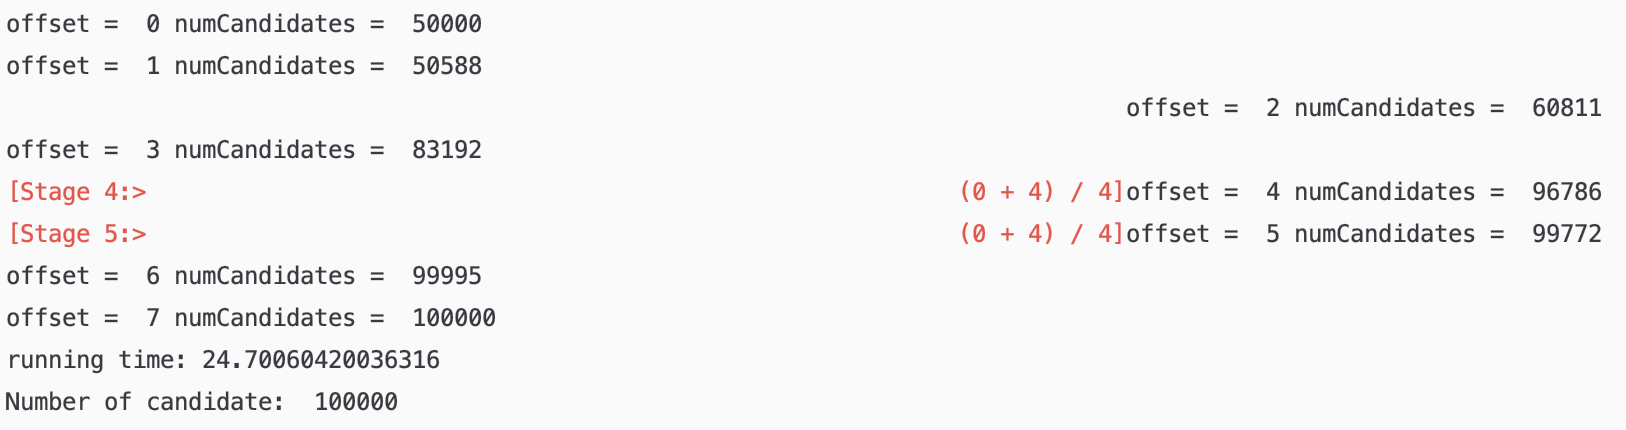 offset =  0 numCandidates =  50000
offset =  1 numCandidates =  50588
offset =  2 numCandidates =  60811
offset =  3 numCandidates =  83192
[Stage 4:>                                                          (0 + 4) / 4]offset =  4 numCandidates =  96786
[Stage 5:>                                                          (0 + 4) / 4]offset =  5 numCandidates =  99772
offset =  6 numCandidates =  99995
offset =  7 numCandidates =  100000
running time: 24.70060420036316
Number of candidate:  100000